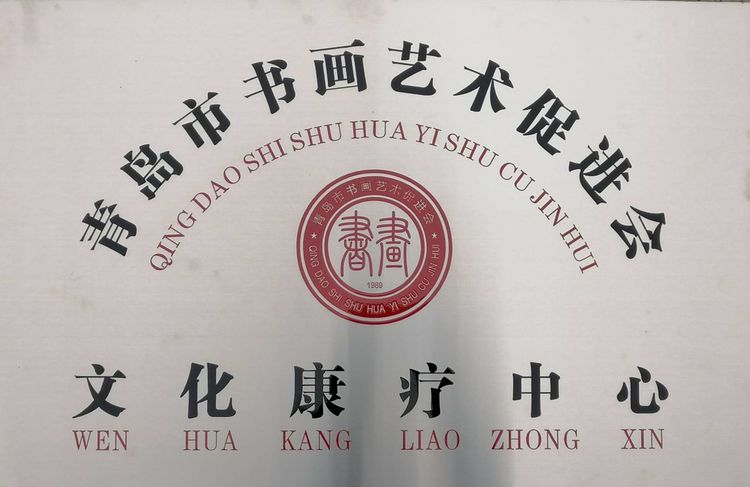 青岛市书画艺术促进会
QING DAO SHI SHU HUA YI SHU CU JIN HUI
青岛市书画艺术促进会
書畫
1989
QING DAO SHI SHU HUA YI SHU CU JIN HUI
文化康疗中心
WEN HUA KANG LIAO ZHONG XIN